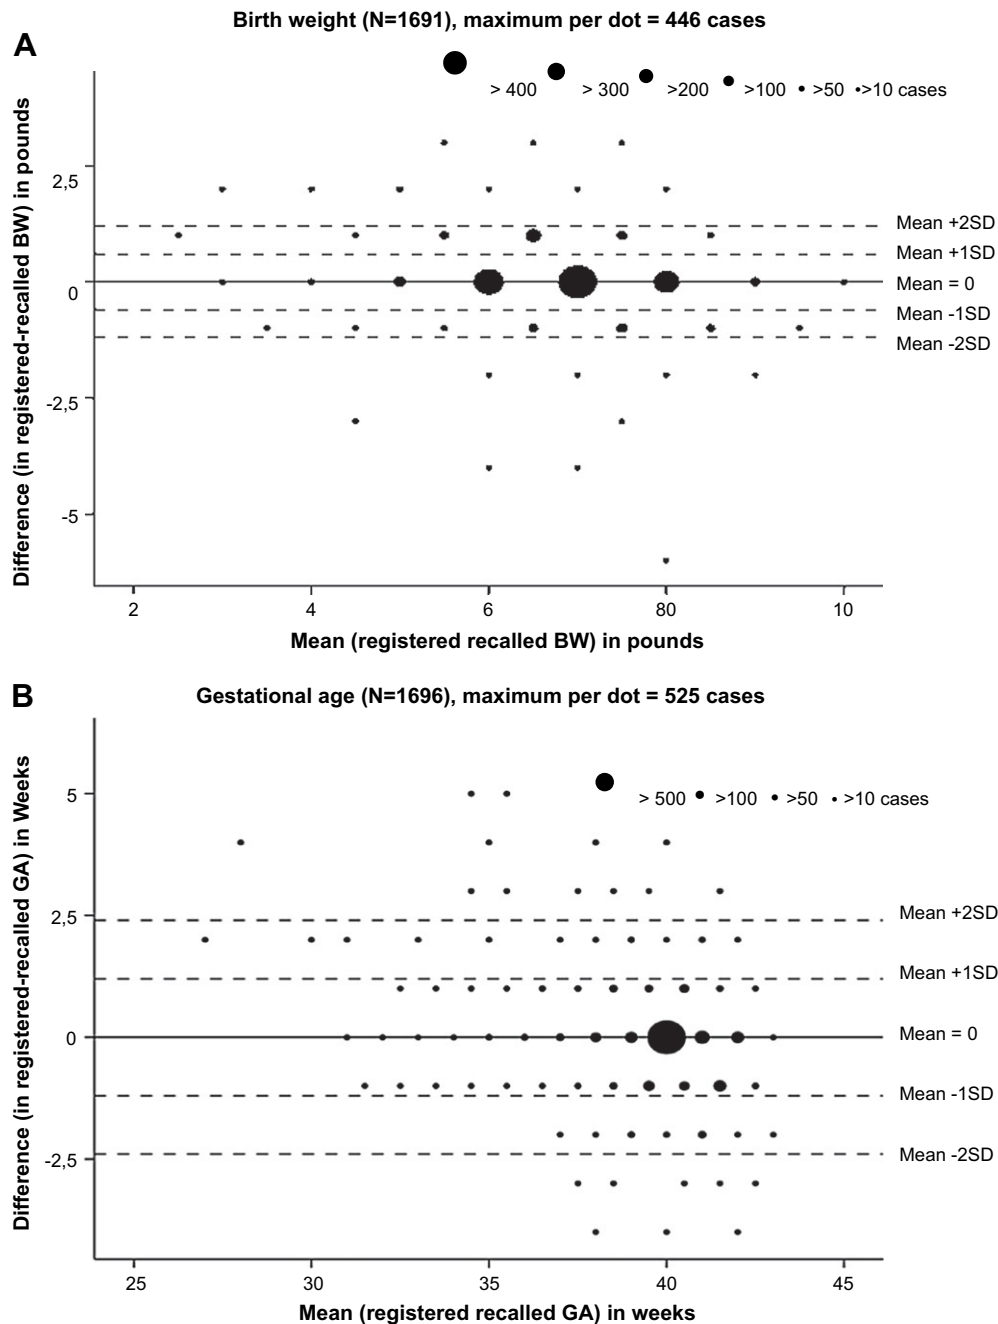 Birth weight (N=1691), maximum per dot = 446 cases
A
> 400 > 300 >200 >100 >50 >10 cases
Difference (in registered-recalled BW) in pounds
2,5
0
-2,5
-5
Mean +2SD
Mean +1SD
Mean = 0
Mean -1SD
Mean -2SD
2 4 6 80 10
Mean (registered recalled BW) in pounds
B
Gestational age (N=1696), maximum per dot = 525 cases
> 500 >100 >50 >10 cases
Difference (in registered-recalled GA) in Weeks
5
2,5
0
-2,5
Mean +2SD
Mean +1SD
Mean = 0
Mean -1SD
Mean -2SD
25 30 35 40 45
Mean (registered recalled GA) in weeks